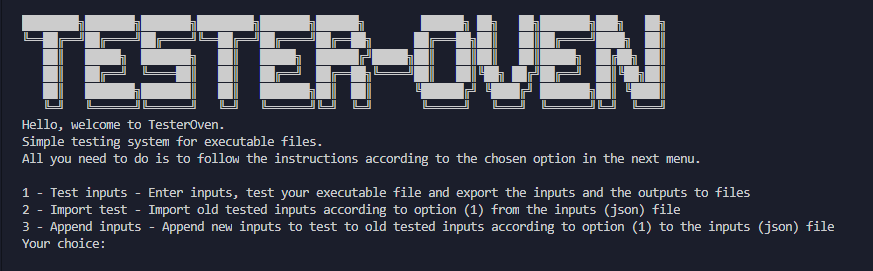 TESTER-OVEN
Hello, welcome to TesterOven.
Simple testing system for executable files.
All you need to do is to follow the instructions according to the chosen option in the next menu.
1 - Test inputs - Enter inputs, test your executable file and export the inputs and the outputs to files
2 - Import test - Import old tested inputs according to option (1) from the inputs (json) file
3 - Append inputs - Append new inputs to test to old tested inputs according to option (1) to the inputs (json) file
Your choice: